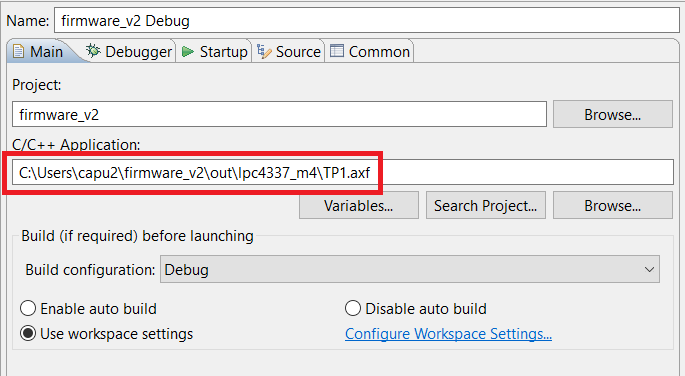 Name: firmware_v2 Debug
Main Debugger Startup Source Common
Project:
firmware_v2 Browse...
C/C++ Application:
C:\Users\capu2\firmware_v2\out\lpc4337_m4\TP1.axf
Variables... Search Project... Browse...
Build (if required) before launching
Build configuration: Debug
Enable auto build Disable auto build
Use workspace settings Configure Workspace Settings...